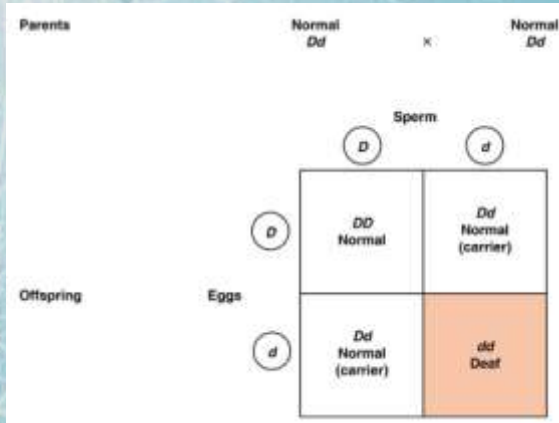 Parents Normal Normal
Dd × Dd
Sperm
D d
D DD Dd
Normal Normal
(carrier)
Offspring Eggs
d Dd dd
Normal Deaf
(carrier)